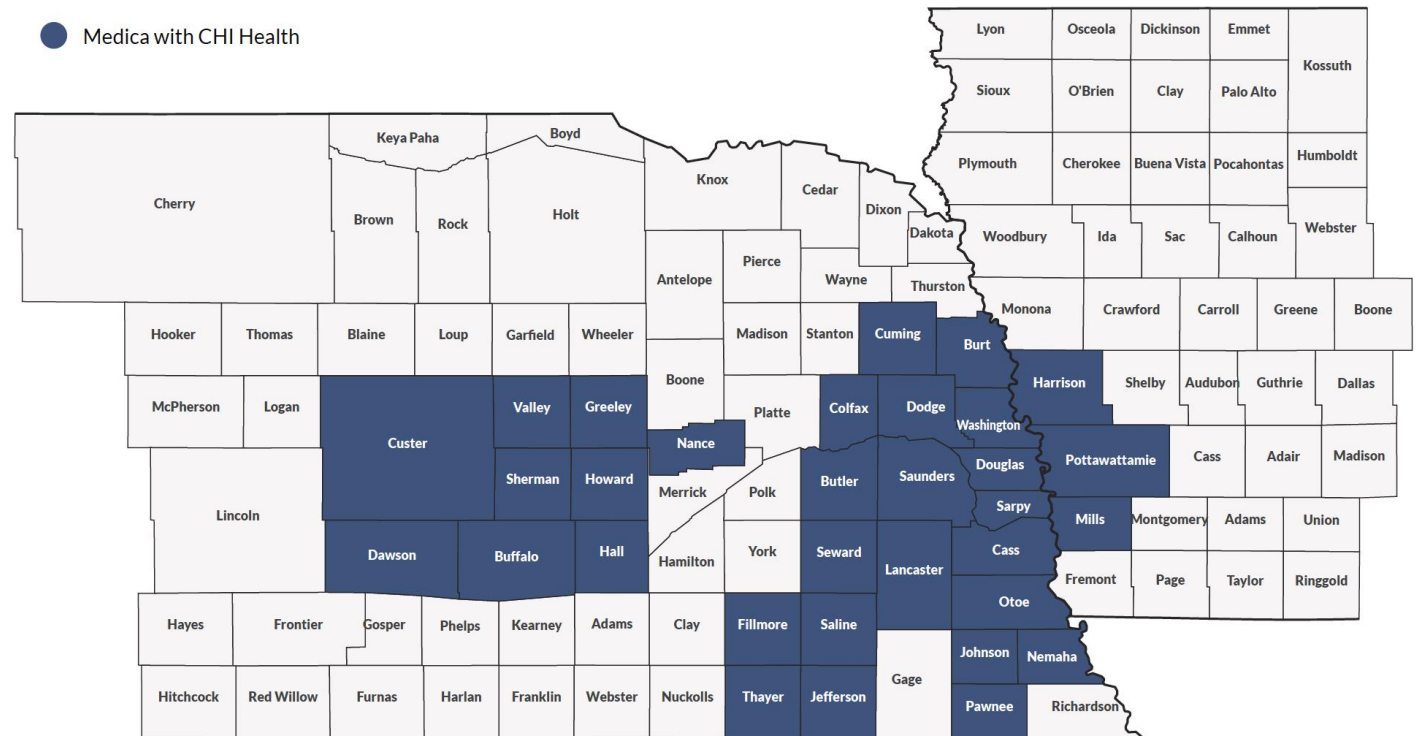 Medica with CHI Health
Lyon Osceola Dickinson Emmet
Kossuth
Sioux O'Brien Clay Palo Alto
Keya Paha Boyd
Plymouth Cherokee Buena Vista Pocahontas Humboldt
Knox Cedar
Cherry Brown Rock Holt Dixon
Dakota Woodbury Ida Sac Calhoun Webster
Antelope Pierce Wayne Thurston
Monona Crawford Carroll Greene Boone
Hooker Thomas Blaine Loup Garfield Wheeler Madison Stanton Cuming Burt
Boone Harrison Shelby Audubon Guthrie Dallas
McPherson Logan Valley Greeley Platte Colfax Dodge
Washington
Custer Nance Pottawattamie Cass Adair Madison
Sherman Howard Merrick Polk Butler Saunders Douglas
Lincoln Sarpy Mills Montgomery Adams Union
Dawson Buffalo Hall Hamilton York Seward Lancaster Cass
Fremont Page Taylor Ringgold
Otoe
Hayes Frontier Gosper Phelps Kearney Adams Clay Fillmore Saline
Johnson Nemaha
Gage
Hitchcock Red Willow Furnas Harlan Franklin Webster Nuckolls Thayer Jefferson Pawnee Richardson